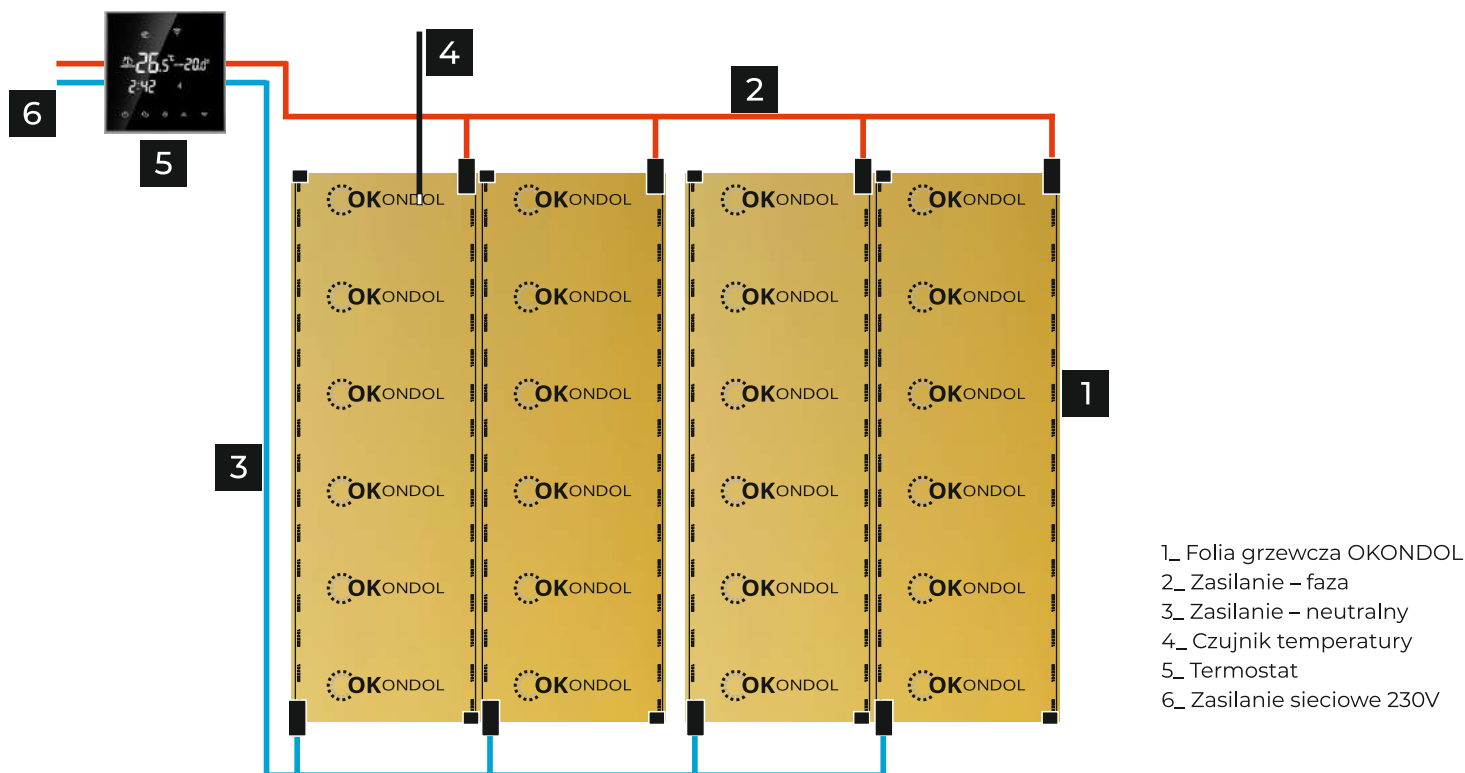 26.5℃ 20.0°
2:42
4
2
6
5
OKONDOL OKONDOL OKONDOL OKONDOL
OKONDOL OKONDOL OKONDOL OKONDOL
OKONDOL OKONDOL OKONDOL OKONDOL
1
3
OKONDOL OKONDOL OKONDOL OKONDOL
OKONDOL OKONDOL OKONDOL OKONDOL
OKONDOL OKONDOL OKONDOL OKONDOL
1_ Folia grzewcza OKONDOL
2_ Zasilanie – faza
3_ Zasilanie – neutralny
4_ Czujnik temperatury
5_ Termostat
6_ Zasilanie sieciowe 230V